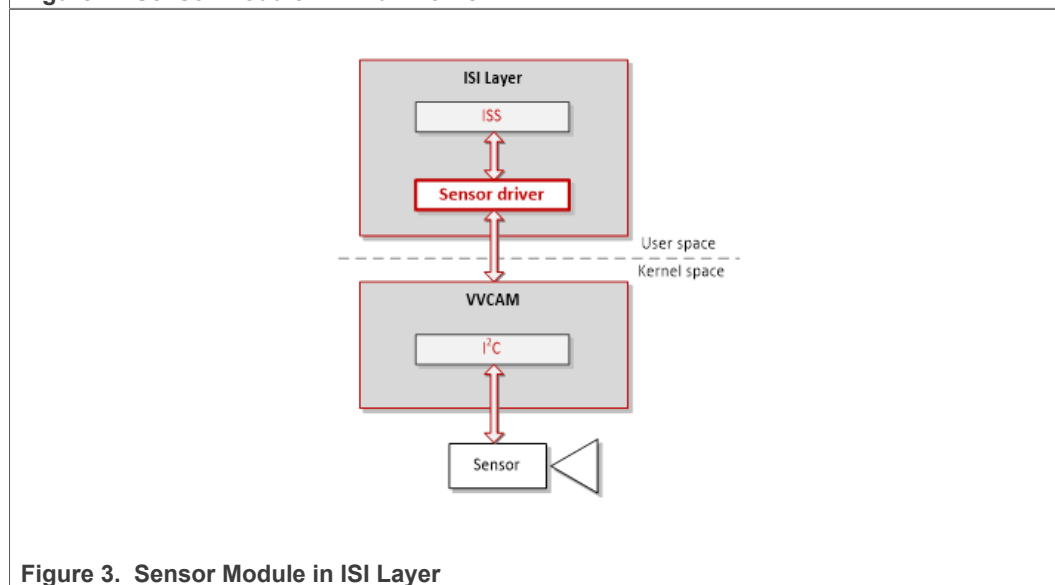 ISI Layer
ISS
Sensor driver
User space
Kernel space
VVCAM
I²C
Sensor
Figure 3. Sensor Module in ISI Layer